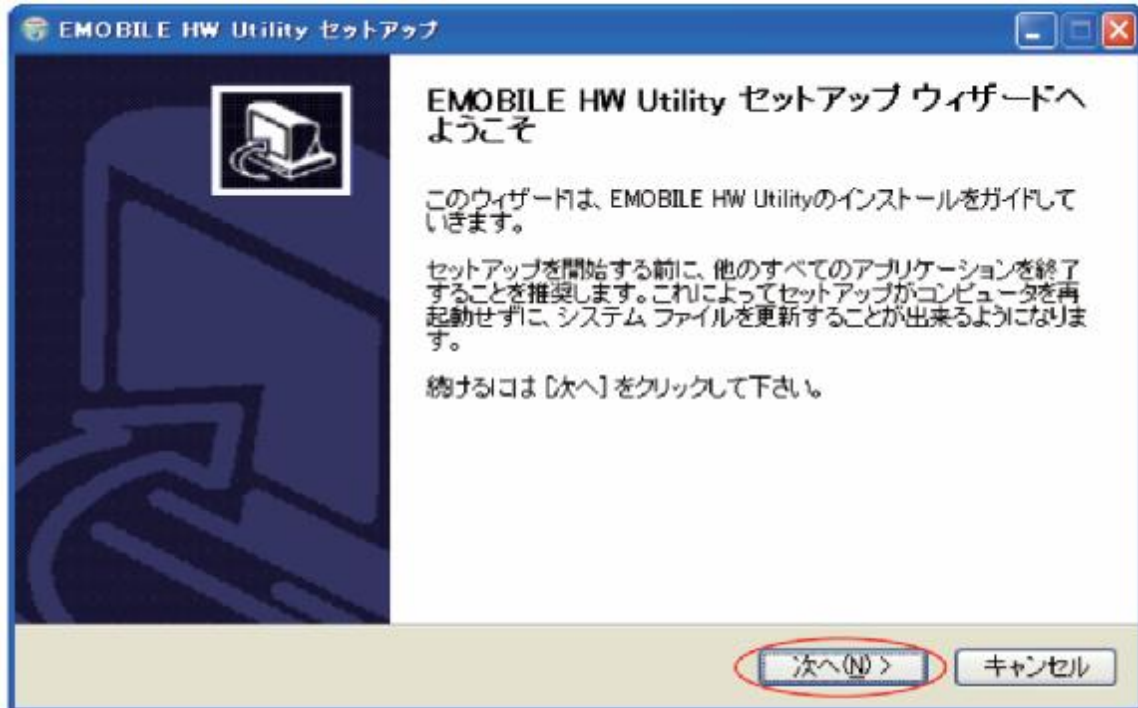 EMOBILE HW Utility セットアップ
EMOBILE HW Utility セットアップ ウィザードへ
ようこそ
このウィザードは、EMOBILE HW Utilityのインストールをガイドして
いきます。
セットアップを開始する前に、他のすべてのアプリケーションを終了
することを推奨します。これによってセットアップがコンピュータを再
起動せずに、システム ファイルを更新することが出来るようになりま
す。
続けるには [次へ] をクリックして下さい。
次へ(N) >
キャンセル